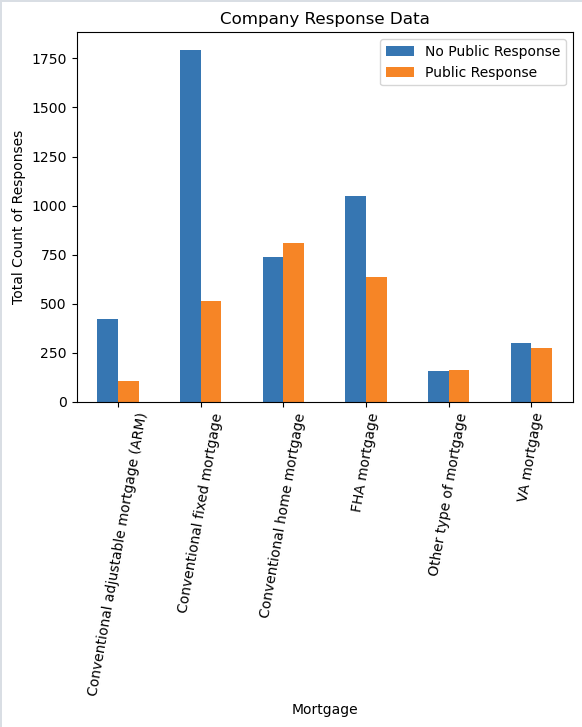 Company Response Data
No Public Response
Public Response
Total Count of Responses
1750
1500
1250
1000
750
500
250
0
Conventional adjustable mortgage (ARM)
Conventional fixed mortgage
Conventional home mortgage
FHA mortgage
Other type of mortgage
VA mortgage
Mortgage